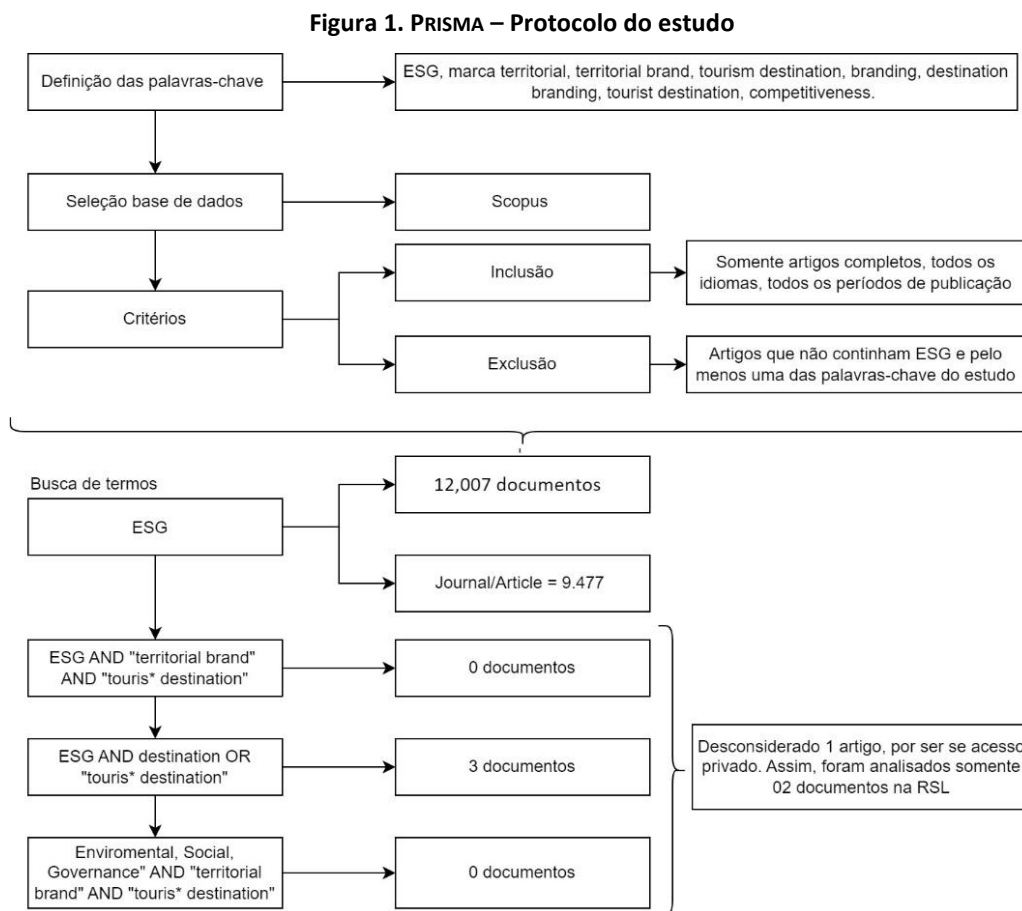 Figura 1. PRISMA – Protocolo do estudo
Definição das palavras-chave
ESG, marca territorial, territorial brand, tourism destination, branding, destination
branding, tourist destination, competitiveness.
Seleção base de dados
Scopus
Critérios
Inclusão
Somente artigos completos, todos os
idiomas, todos os períodos de publicação
Exclusão
Artigos que não continham ESG e pelo
menos uma das palavras-chave do estudo
Busca de termos
ESG
12,007 documentos
Journal/Article = 9.477
ESG AND "territorial brand"
AND "touris* destination"
0 documentos
ESG AND destination OR
"touris* destination"
3 documentos
Enviromental, Social,
Governance" AND "territorial
brand" AND "touris* destination"
0 documentos
Desconsiderado 1 artigo, por ser se acesso
privado. Assim, foram analisados somente
02 documentos na RSL